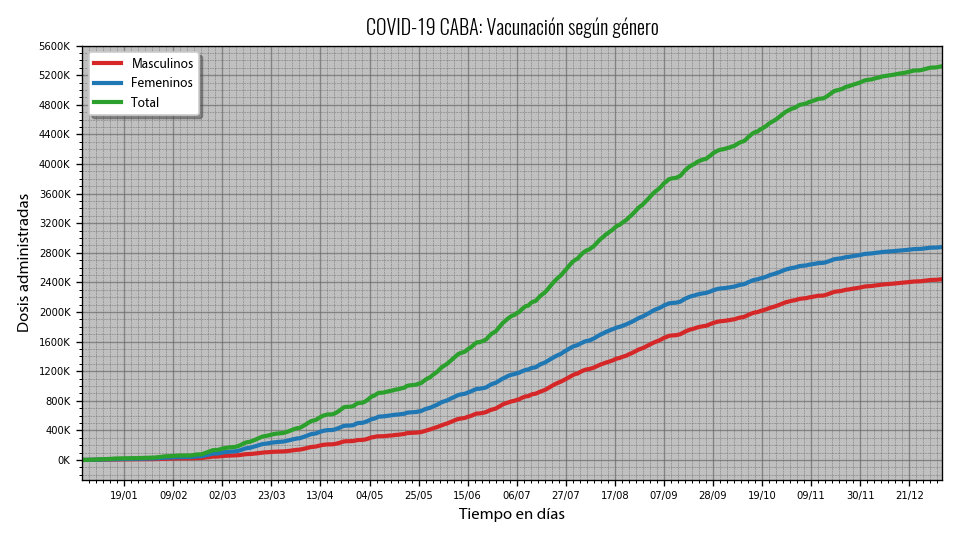 COVID-19 CABA: Vacunación según género
5600K
5200K
4800K
4400K
4000K
3600K
3200K
2800K
2400K
2000K
1600K
1200K
800K
400K
0K
Masculinos
Femeninos
Total
Dosis administradas
19/01 09/02 02/03 23/03 13/04 04/05 25/05 15/06 06/07 27/07 17/08 07/09 28/09 19/10 09/11 30/11 21/12
Tiempo en días